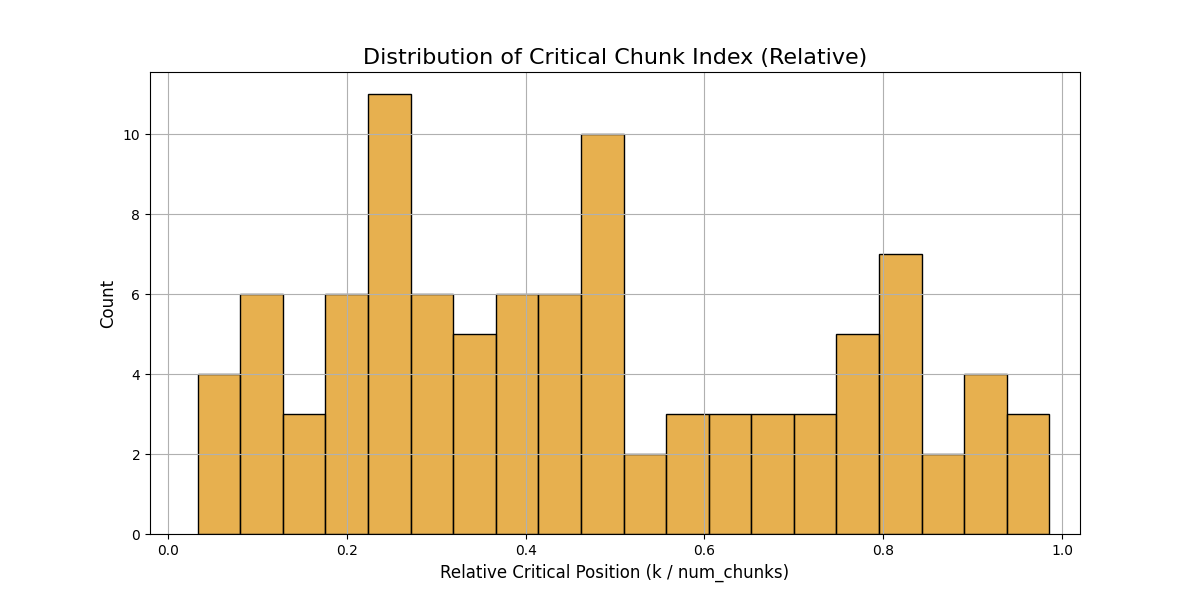 Distribution of Critical Chunk Index (Relative)
10
8
6
4
2
0
Count
0.0 0.2 0.4 0.6 0.8 1.0
Relative Critical Position (k / num_chunks)